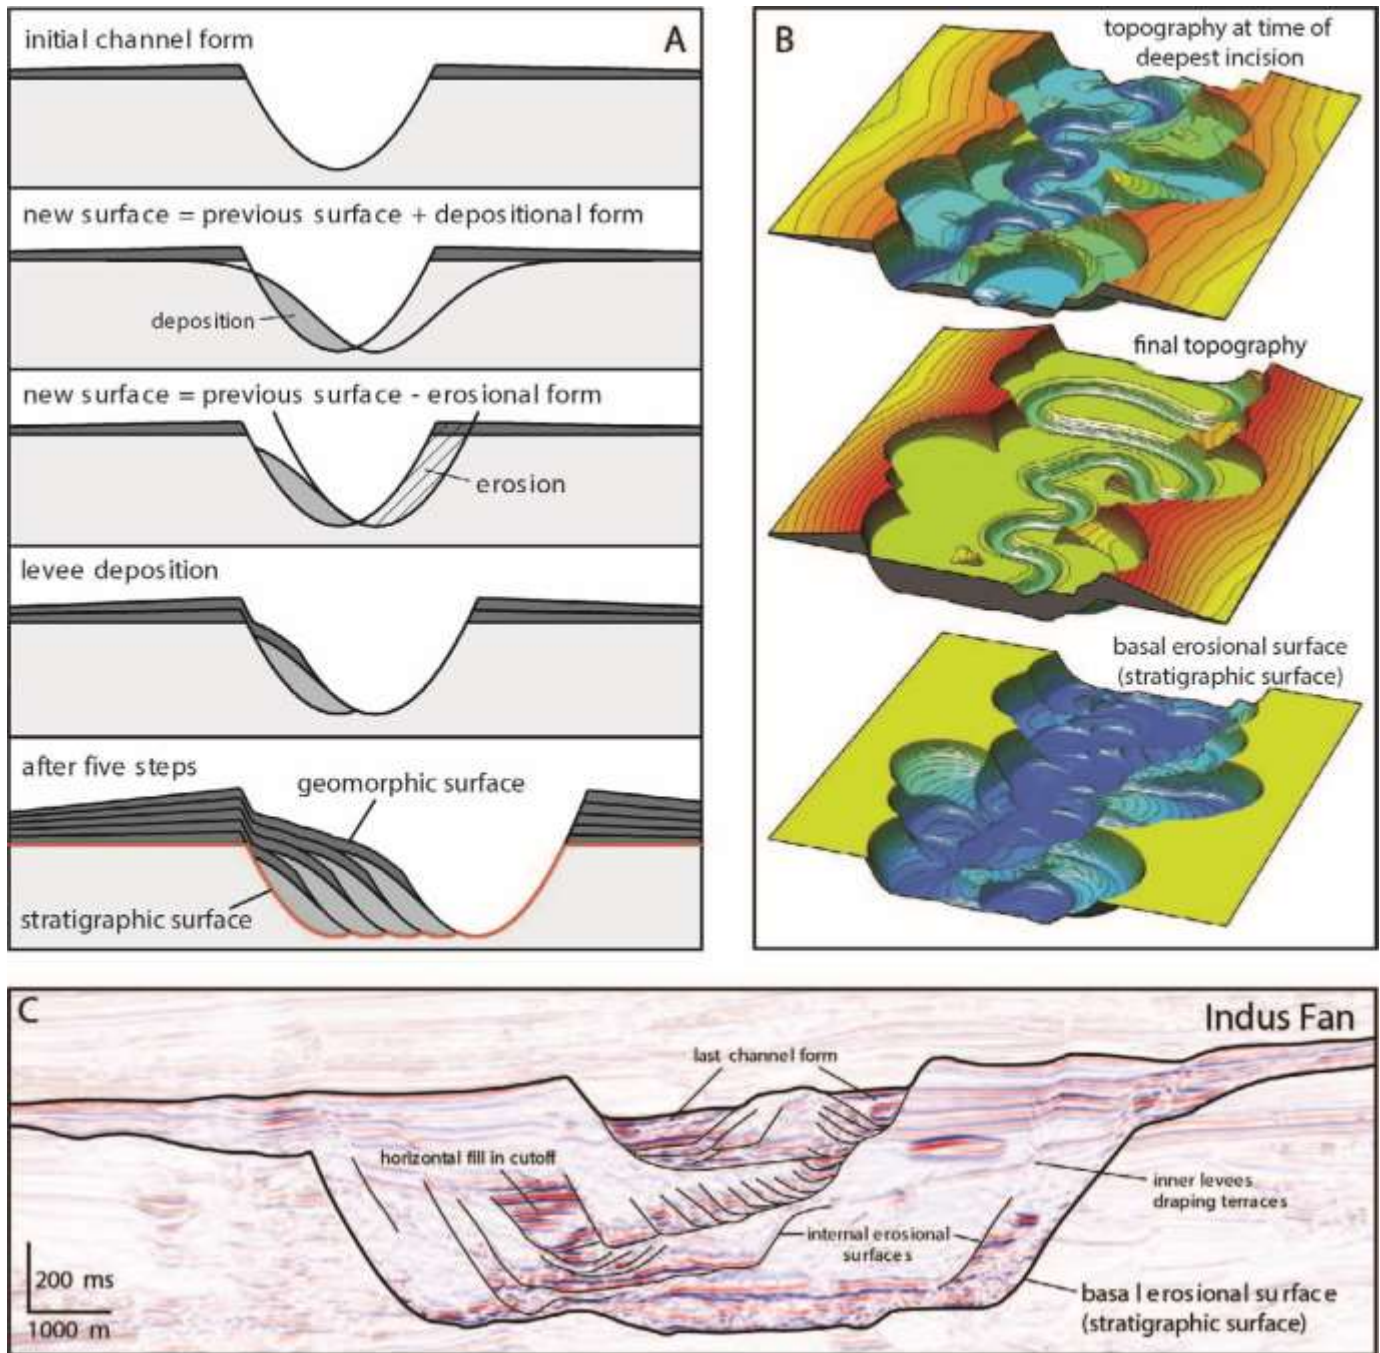 initial channel form
A
new surface = previous surface + depositional form
deposition
new surface = previous surface - erosional form
erosion
levee deposition
after five steps
geomorphic surface
stratigraphic surface
B
topography at time of
deepest incision
final topography
basal erosional surface
(stratigraphic surface)
C
Indus Fan
last channel form
horizontal fill in cutoff
inner levees
draping terraces
internal erosional
surfaces
200 ms
1000 m
basal erosional surface
(stratigraphic surface)